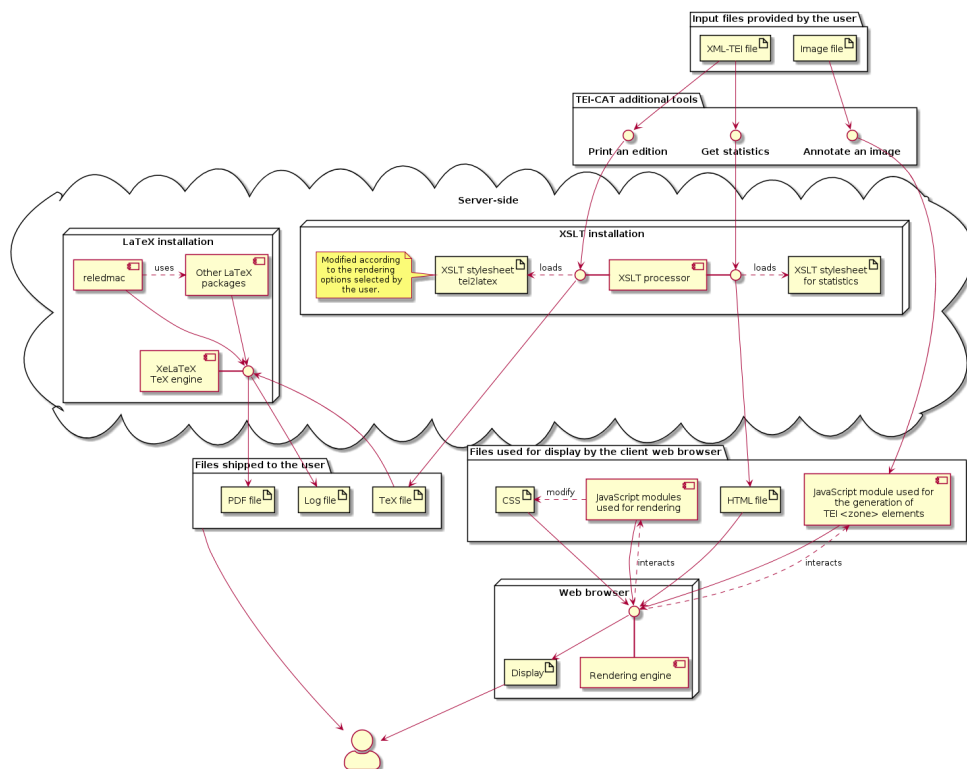 Input files provided by the user
XML-TEI file
Image file
TEI-CAT additional tools
Print an edition
Get statistics
Annotate an image
Server-side
LaTeX installation
reledmac
uses
Other LaTeX
packages
XeLaTeX
TeX engine
XSLT installation
Modified according
to the rendering
options selected by
the user.
XSLT stylesheet
tei2latex
loads
XSLT processor
loads
XSLT stylesheet
for statistics
Files shipped to the user
PDF file
Log file
TeX file
Files used for display by the client web browser
CSS
modify
JavaScript modules
used for rendering
HTML file
JavaScript module used for
the generation of
TEI <zone> elements
interacts
interacts
Web browser
Display
Rendering engine